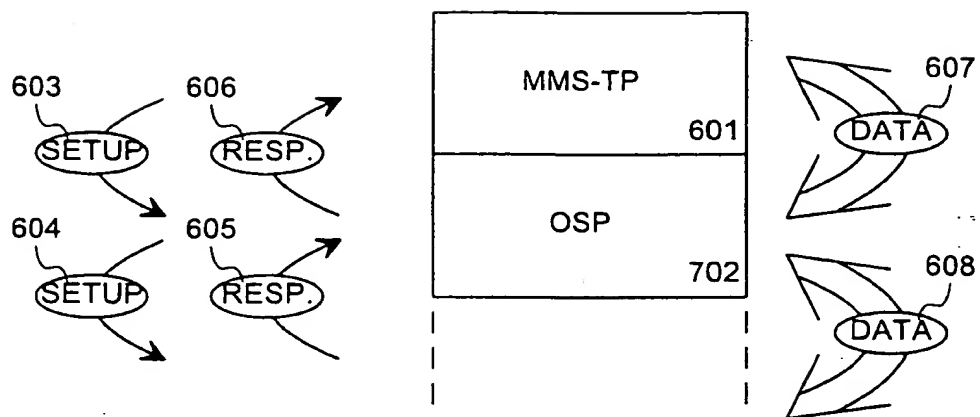 603
606
MMS-TP
607
SETUP
RESP.
601
DATA
604
605
OSP
SETUP
RESP.
702
608
DATA